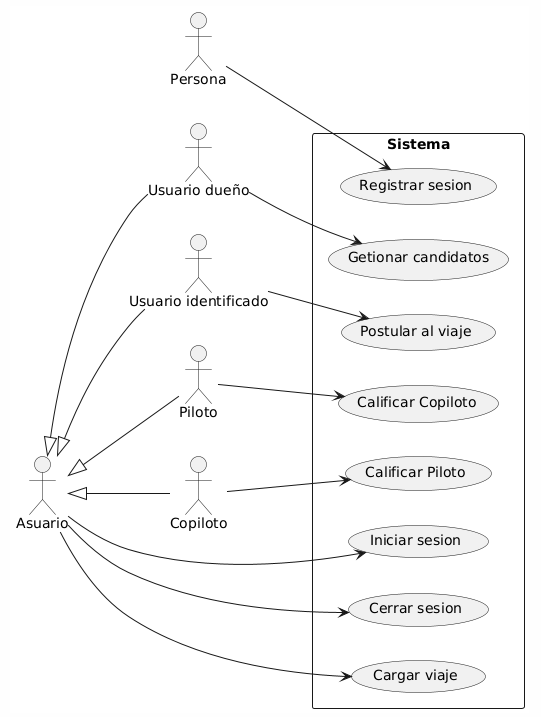 Persona
Sistema
Registrar sesion
Usuario dueño
Getionar candidatos
Usuario identificado
Postular al viaje
Piloto
Calificar Copiloto
Calificar Piloto
Asuario
Copiloto
Iniciar sesion
Cerrar sesion
Cargar viaje